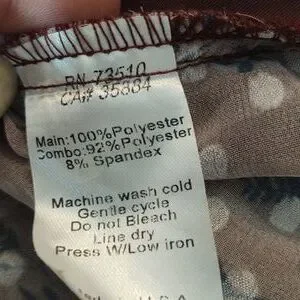 RN 73510
CA# 35884
Main:100%Polyester
Combo:92%Polyester
8% Spandex
Machine wash cold
Gentle cycle
Do not Bleach
Line dry
Press W/Low iron